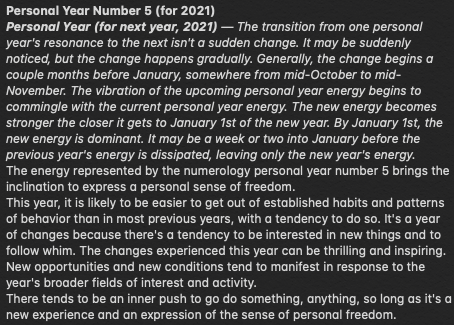 Personal Year Number 5 (for 2021)
Personal Year (for next year, 2021) — The transition from one personal
year's resonance to the next isn't a sudden change. It may be suddenly
noticed, but the change happens gradually. Generally, the change begins a
couple months before January, somewhere from mid-October to mid-
November. The vibration of the upcoming personal year energy begins to
commingle with the current personal year energy. The new energy becomes
stronger the closer it gets to January 1st of the new year. By January 1st, the
new energy is dominant. It may be a week or two into January before the
previous year's energy is dissipated, leaving only the new year's energy.
The energy represented by the numerology personal year number 5 brings the
inclination to express a personal sense of freedom.
This year, it is likely to be easier to get out of established habits and patterns
of behavior than in most previous years, with a tendency to do so. It's a year
of changes because there's a tendency to be interested in new things and to
follow whim. The changes experienced this year can be thrilling and inspiring.
New opportunities and new conditions tend to manifest in response to the
year's broader fields of interest and activity.
There tends to be an inner push to go do something, anything, so long as it's a
new experience and an expression of the sense of personal freedom.